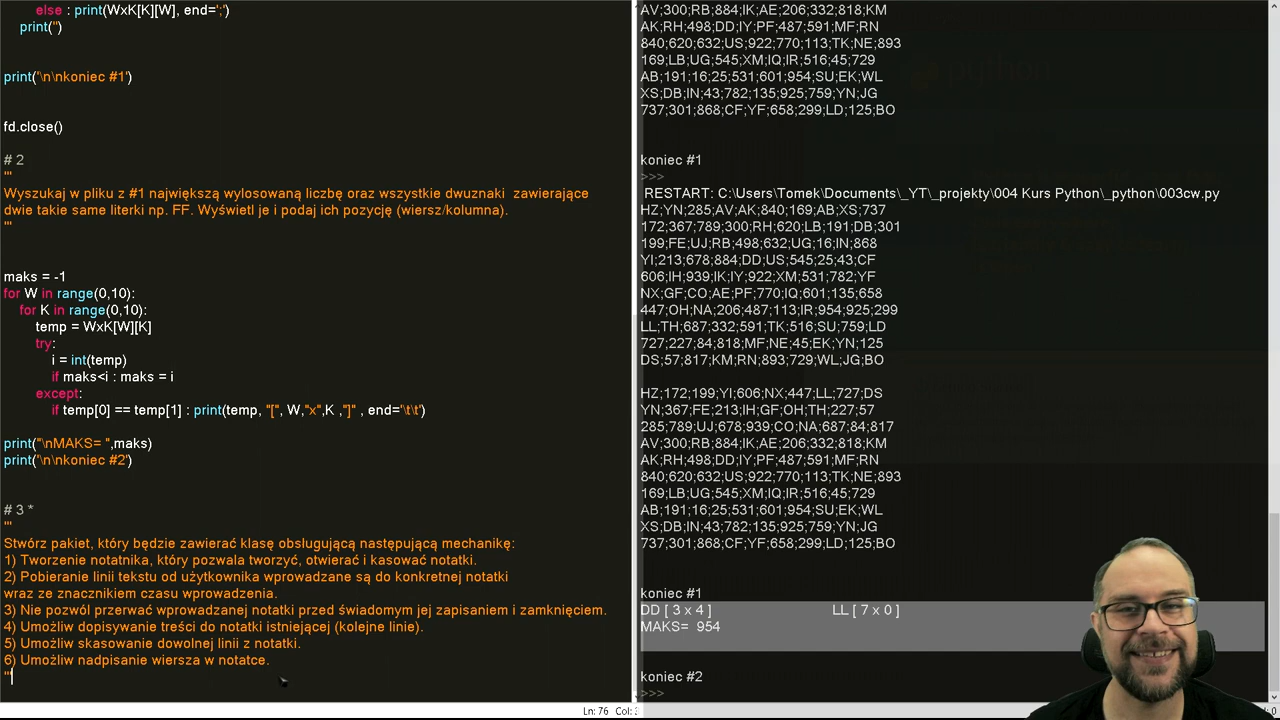 else : print(WxK[K][W], end=';')
print('')
print('\n\nkoniec #1')
fd.close()
# 2
'''
Wyszukaj w pliku z #1 największą wylosowaną liczbę oraz wszystkie dwuznaki  zawierające
dwie takie same literki np. FF. Wyświetl je i podaj ich pozycję (wiersz/kolumna).
'''
maks = -1
for W in range(0,10):
for K in range(0,10):
temp = WxK[W][K]
try:
i = int(temp)
if maks<i : maks = i
except:
if temp[0] == temp[1] : print(temp, "[", W,"x",K ,"]" , end='\t\t')
print("\nMAKS= ",maks)
print('\n\nkoniec #2')
# 3 *
'''
Stwórz pakiet, który będzie zawierać klasę obsługującą następującą mechanikę:
1) Tworzenie notatnika, który pozwala tworzyć, otwierać i kasować notatki.
2) Pobieranie linii tekstu od użytkownika wprowadzane są do konkretnej notatki
wraz ze znacznikiem czasu wprowadzenia.
3) Nie pozwól przerwać wprowadzanej notatki przed świadomym jej zapisaniem i zamknięciem.
4) Umożliw dopisywanie treści do notatki istniejącej (kolejne linie).
5) Umożliw skasowanie dowolnej linii z notatki.
6) Umożliw nadpisanie wiersza w notatce.
'''
Ln: 76 Col:
AV;300;RB;884;IK;AE;206;332;818;KM
AK;RH;498;DD;IY;PF;487;591;MF;RN
840;620;632;US;922;770;113;TK;NE;893
169;LB;UG;545;XM;IQ;IR;516;45;729
AB;191;16;25;531;601;954;SU;EK;WL
XS;DB;IN;43;782;135;925;759;YN;JG
737;301;868;CF;YF;658;299;LD;125;BO
koniec #1
>>>
RESTART: C:\Users\Tomek\Documents\_YT\_projekty\004 Kurs Python\_python\003cw.py
HZ;YN;285;AV;AK;840;169;AB;XS;737
172;367;789;300;RH;620;LB;191;DB;301
199;FE;UJ;RB;498;632;UG;16;IN;868
YI;213;678;884;DD;US;545;25;43;CF
606;IH;939;IK;IY;922;XM;531;782;YF
NX;GF;CO;AE;PF;770;IQ;601;135;658
447;OH;NA;206;487;113;IR;954;925;299
LL;TH;687;332;591;TK;516;SU;759;LD
727;227;84;818;MF;NE;45;EK;YN;125
DS;57;817;KM;RN;893;729;WL;JG;BO
HZ;172;199;YI;606;NX;447;LL;727;DS
YN;367;FE;213;IH;GF;OH;TH;227;57
285;789;UJ;678;939;CO;NA;687;84;817
AV;300;RB;884;IK;AE;206;332;818;KM
AK;RH;498;DD;IY;PF;487;591;MF;RN
840;620;632;US;922;770;113;TK;NE;893
169;LB;UG;545;XM;IQ;IR;516;45;729
AB;191;16;25;531;601;954;SU;EK;WL
XS;DB;IN;43;782;135;925;759;YN;JG
737;301;868;CF;YF;658;299;LD;125;BO
koniec #1
DD [ 3 x 4 ] LL [ 7 x 0 ]
MAKS=  954
koniec #2
>>>